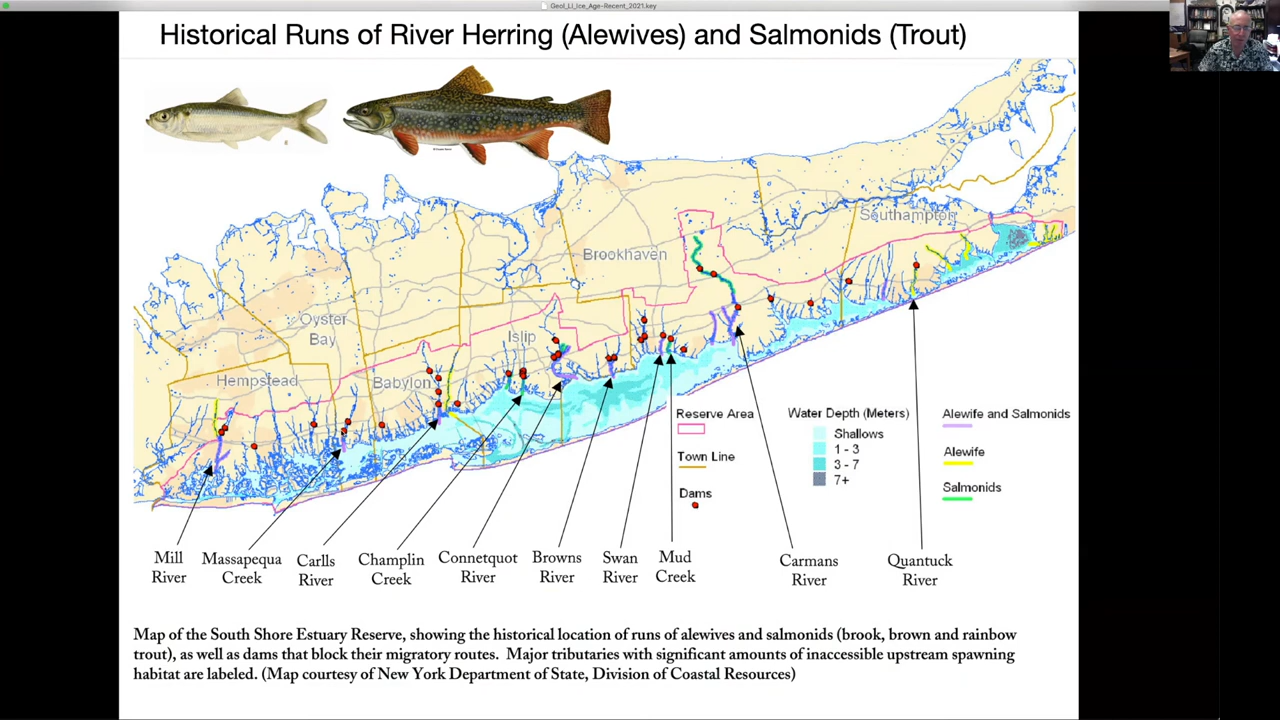 Geol_LI_Ice_Age-Recent_2021.key
Historical Runs of River Herring (Alewives) and Salmonids (Trout)
Southampton
Brookhaven
Oyster
Bay
Islip
Hempstead
Babylon
Reserve Area
Town Line
Dams
Water Depth (Meters)
Shallows
1 - 3
3 - 7
7+
Alewife and Salmonids
Alewife
Salmonids
Mill
River
Massapequa
Creek
Carlls
River
Champlin
Creek
Connetquot
River
Browns
River
Swan
River
Mud
Creek
Carmans
River
Quantuck
River
Map of the South Shore Estuary Reserve, showing the historical location of runs of alewives and salmonids (brook, brown and rainbow
trout), as well as dams that block their migratory routes. Major tributaries with significant amounts of inaccessible upstream spawning
habitat are labeled. (Map courtesy of New York Department of State, Division of Coastal Resources)